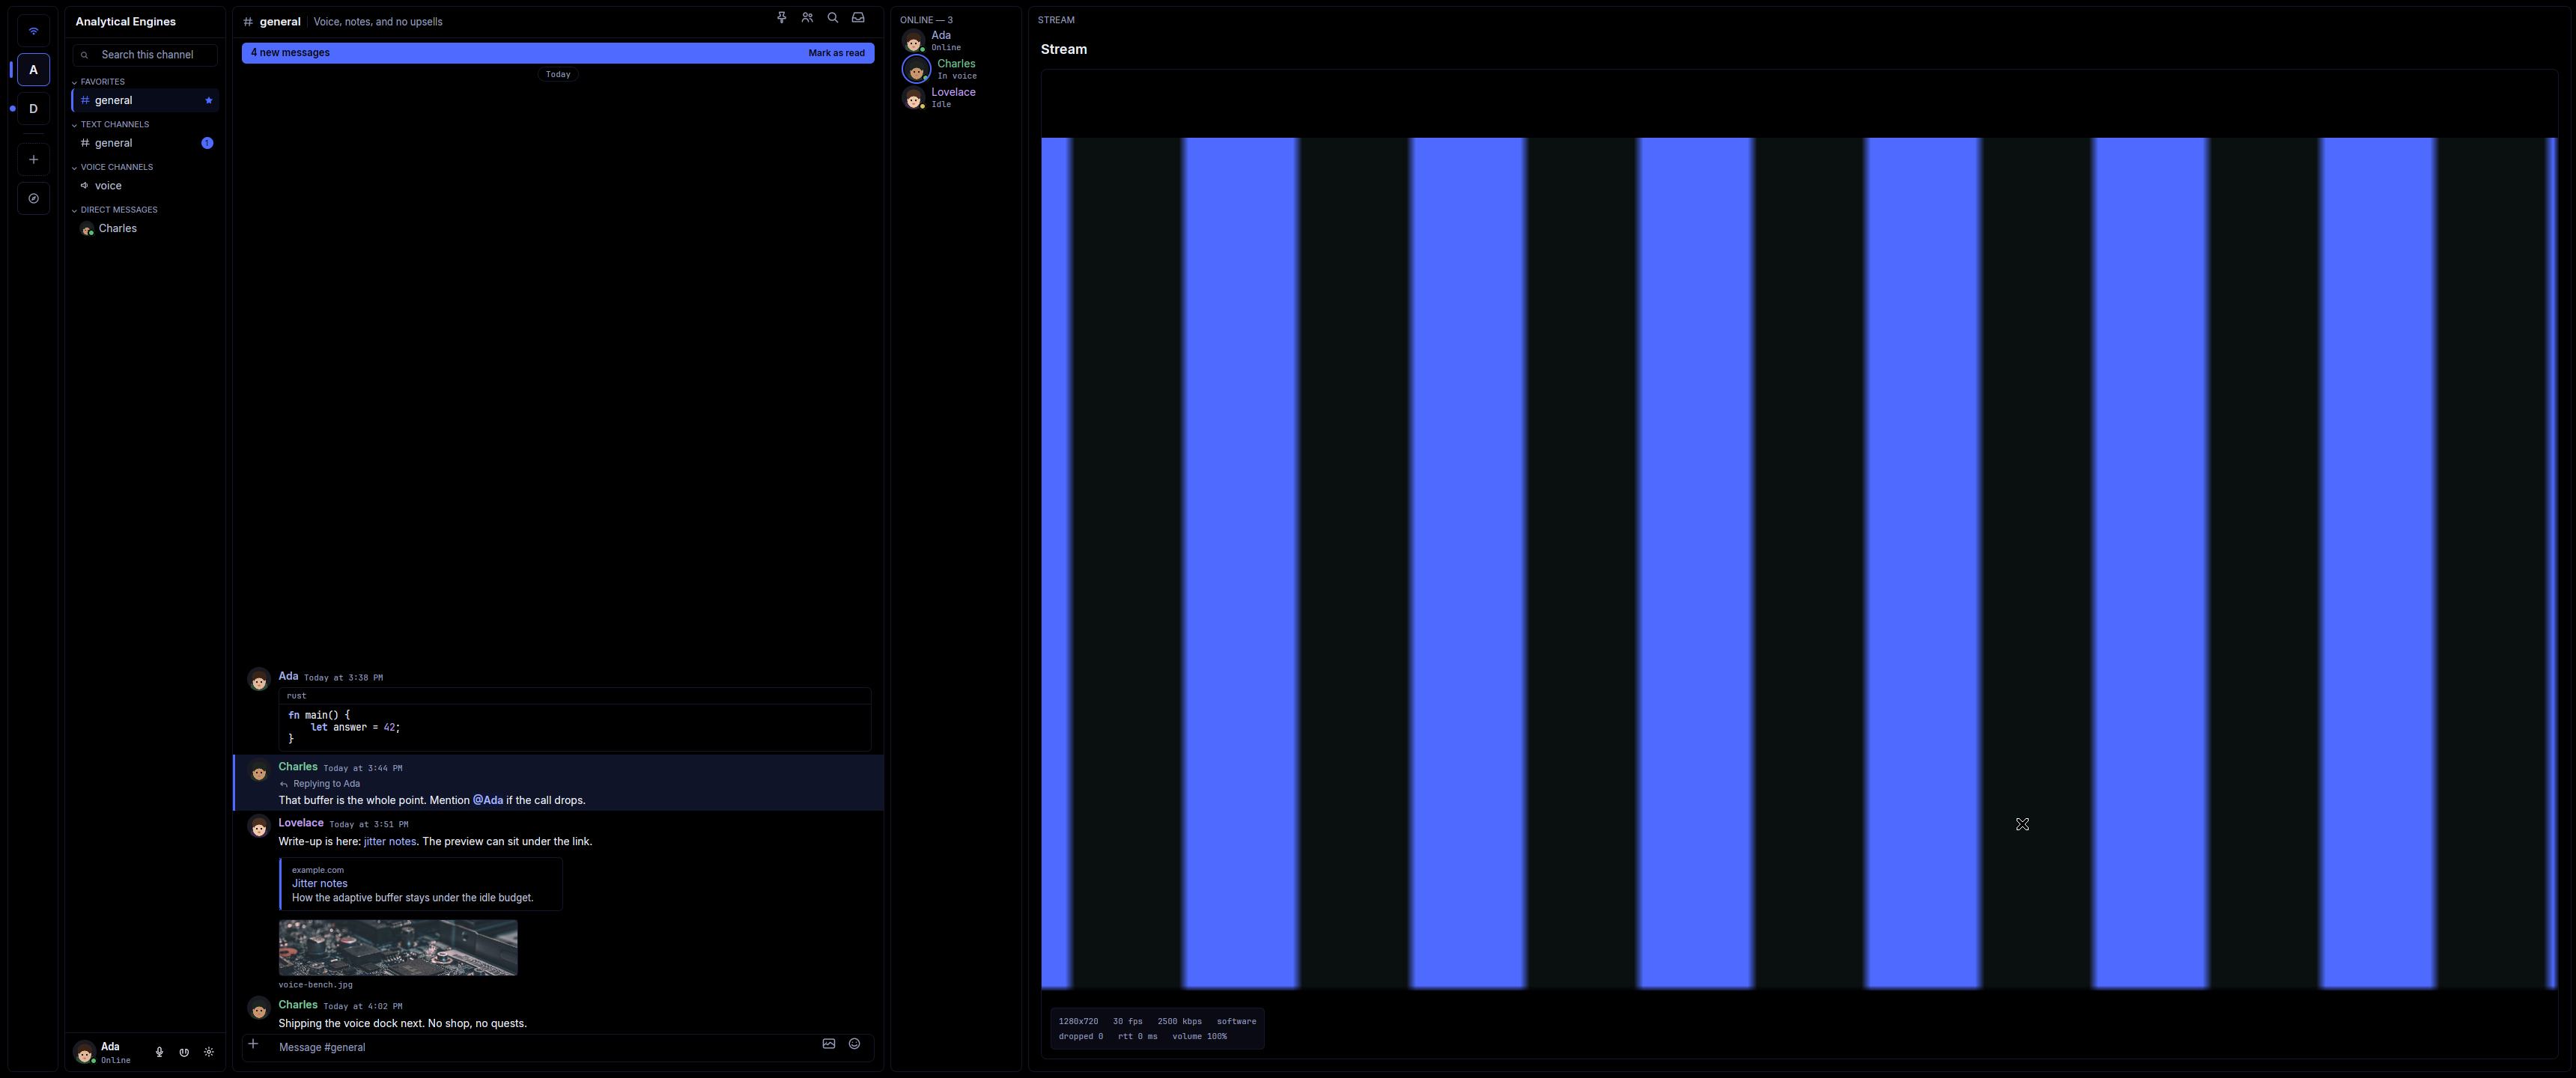 Analytical Engines
A
D
Search this channel
FAVORITES
# general
TEXT CHANNELS
# general 1
VOICE CHANNELS
voice
DIRECT MESSAGES
Charles
Ada
Online
# general Voice, notes, and no upsells
4 new messages Mark as read
Today
Ada Today at 3:38 PM
rust
fn main() {
let answer = 42;
}
Charles Today at 3:44 PM
Replying to Ada
That buffer is the whole point. Mention @Ada if the call drops.
Lovelace Today at 3:51 PM
Write-up is here: jitter notes. The preview can sit under the link.
example.com
Jitter notes
How the adaptive buffer stays under the idle budget.
voice-bench.jpg
Charles Today at 4:02 PM
Shipping the voice dock next. No shop, no quests.
Message #general
ONLINE — 3
Ada
Online
Charles
In voice
Lovelace
Idle
STREAM
Stream
1280x720 30 fps 2500 kbps software
dropped 0 rtt 0 ms volume 100%